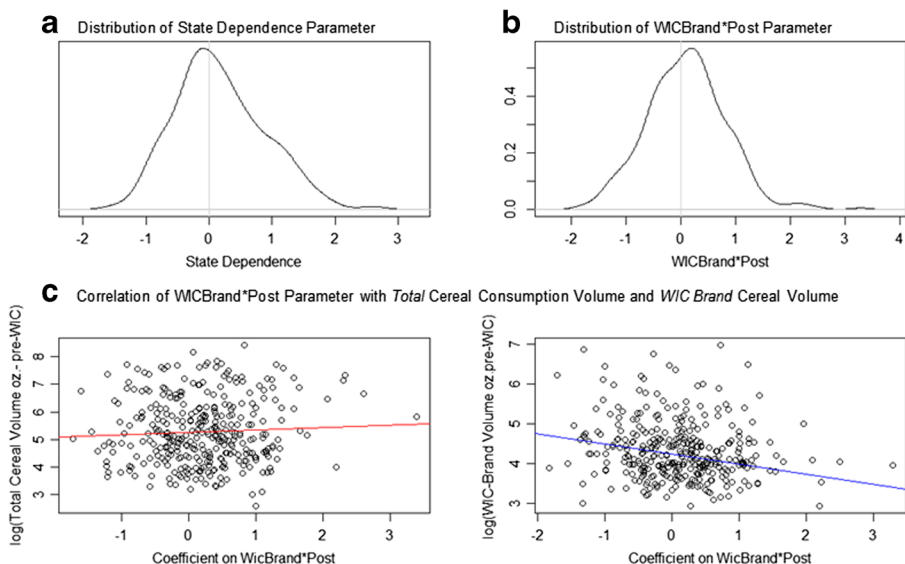 a Distribution of State Dependence Parameter
-2 -1 0 1 2 3
State Dependence
b Distribution of WICBrand*Post Parameter
0.4
0.2
0.0
-2 -1 0 1 2 3 4
WICBrand*Post
c Correlation of WICBrand*Post Parameter with Total Cereal Consumption Volume and WIC Brand Cereal Volume
log(Total Cereal Volume oz.- pre-WIC)
8
7
6
5
4
3
-1 0 1 2 3
Coefficient on WicBrand*Post
log(WIC-Brand Volume oz.pre-WIC)
7
6
5
4
3
-2 -1 0 1 2 3
Coefficient on WicBrand*Post